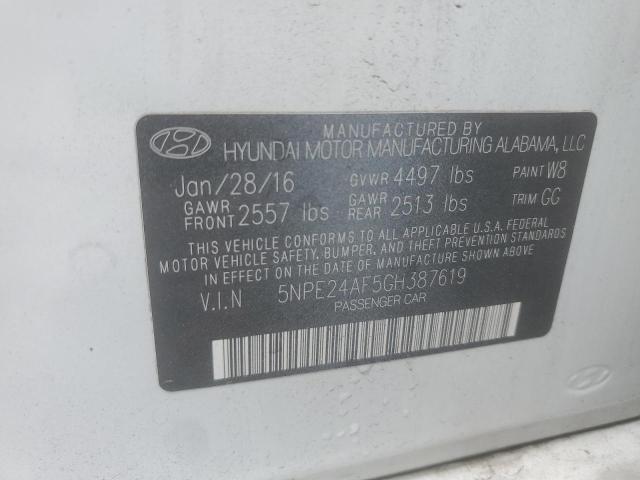 MANUFACTURED BY
HYUNDAI MOTOR MANUFACTURING ALABAMA, LLC
Jan/28/16 GVWR 4497 lbs PAINT W8
GAWR FRONT 2557 lbs GAWR REAR 2513 lbs TRIM GG
THIS VEHICLE CONFORMS TO ALL APPLICABLE U.S.A. FEDERAL
MOTOR VEHICLE SAFETY, BUMPER, AND THEFT PREVENTION STANDARDS
IN EFFECT ON THE DATE OF MANUFACTURE SHOWN ABOVE.
V.I.N 5NPE24AF5GH387619
PASSENGER CAR